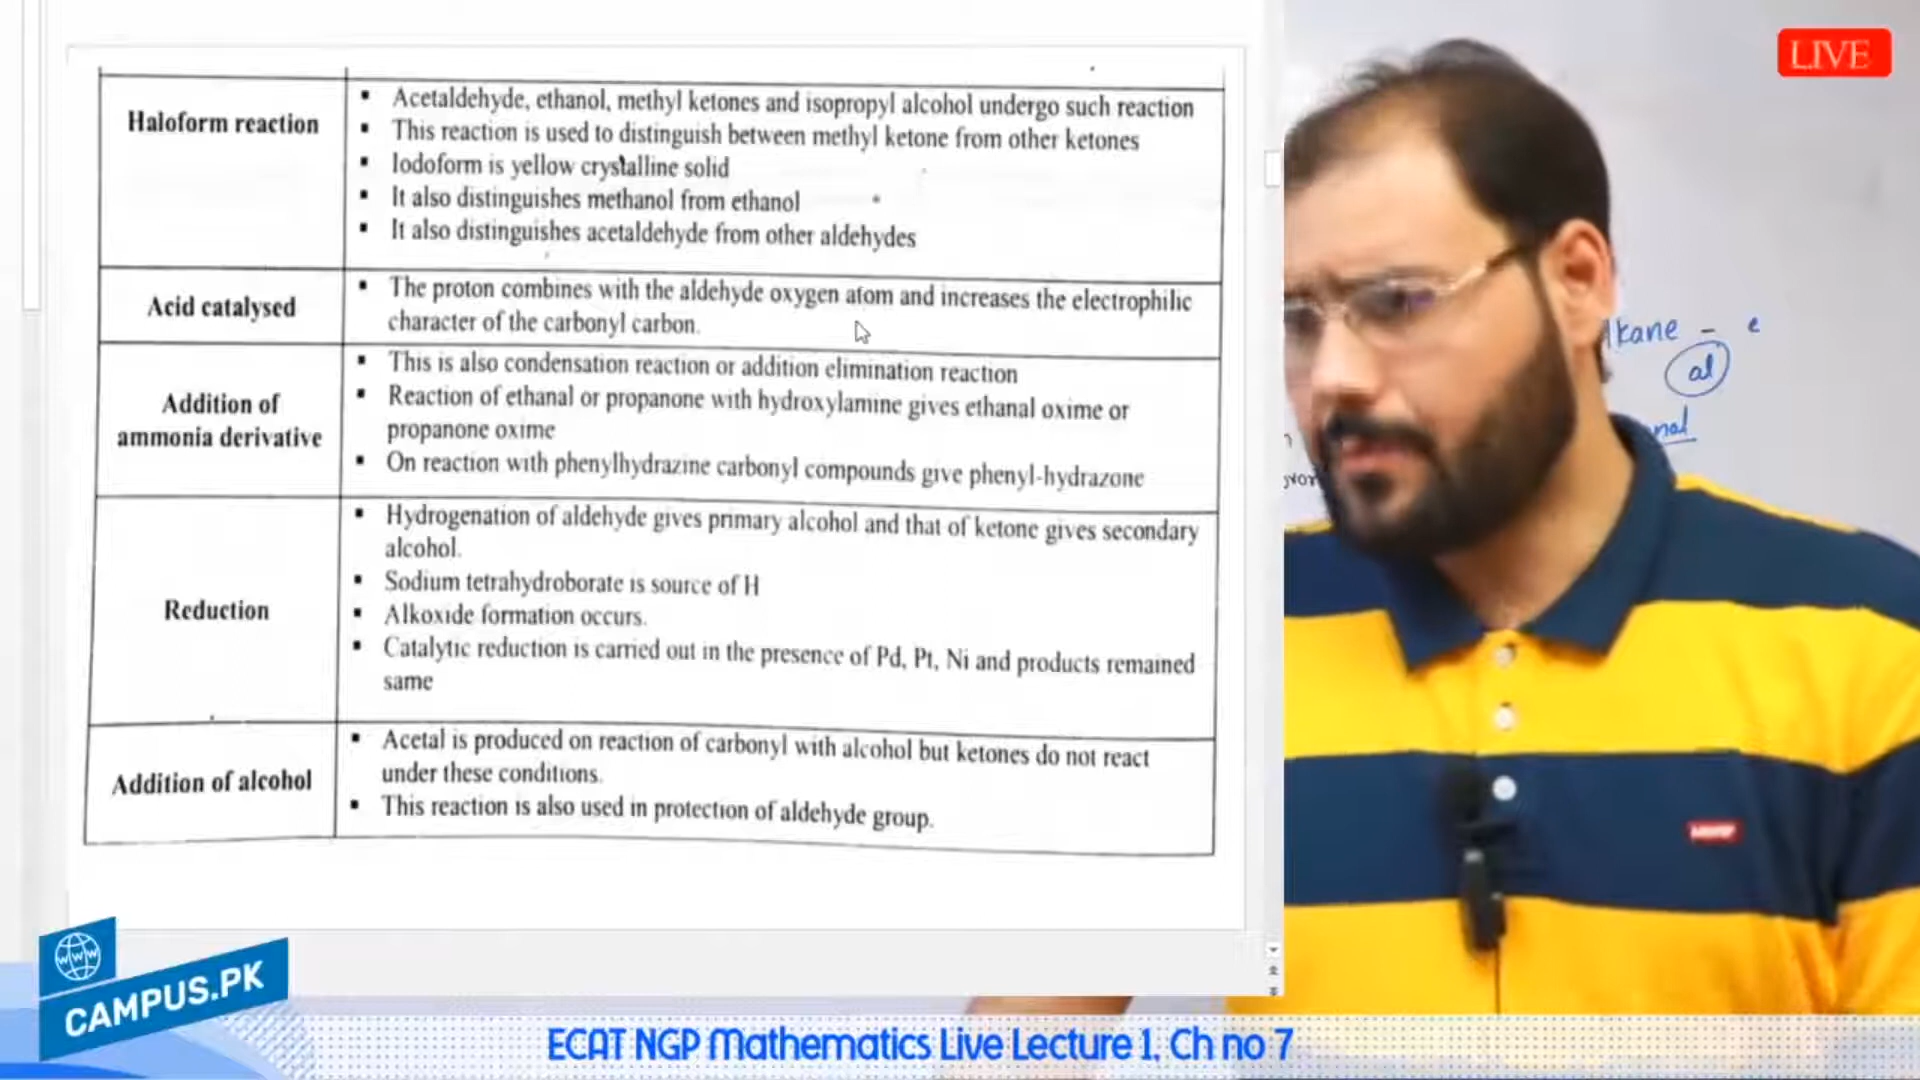 LIVE
Haloform reaction
Acetaldehyde, ethanol, methyl ketones and isopropyl alcohol undergo such reaction
This reaction is used to distinguish between methyl ketone from other ketones
Iodoform is yellow crystalline solid
It also distinguishes methanol from ethanol
It also distinguishes acetaldehyde from other aldehydes
Acid catalysed
The proton combines with the aldehyde oxygen atom and increases the electrophilic
character of the carbonyl carbon.
Addition of
ammonia derivative
This is also condensation reaction or addition elimination reaction
Reaction of ethanal or propanone with hydroxylamine gives ethanal oxime or
propanone oxime
On reaction with phenylhydrazine carbonyl compounds give phenyl-hydrazone
Reduction
Hydrogenation of aldehyde gives primary alcohol and that of ketone gives secondary
alcohol.
Sodium tetrahydroborate is source of H
Alkoxide formation occurs.
Catalytic reduction is carried out in the presence of Pd, Pt, Ni and products remained
same
Addition of alcohol
Acetal is produced on reaction of carbonyl with alcohol but ketones do not react
under these conditions.
This reaction is also used in protection of aldehyde group.
lkane - e
al
nal
www
CAMPUS.PK
ECAT NGP Mathematics Live Lecture 1, Ch no 7